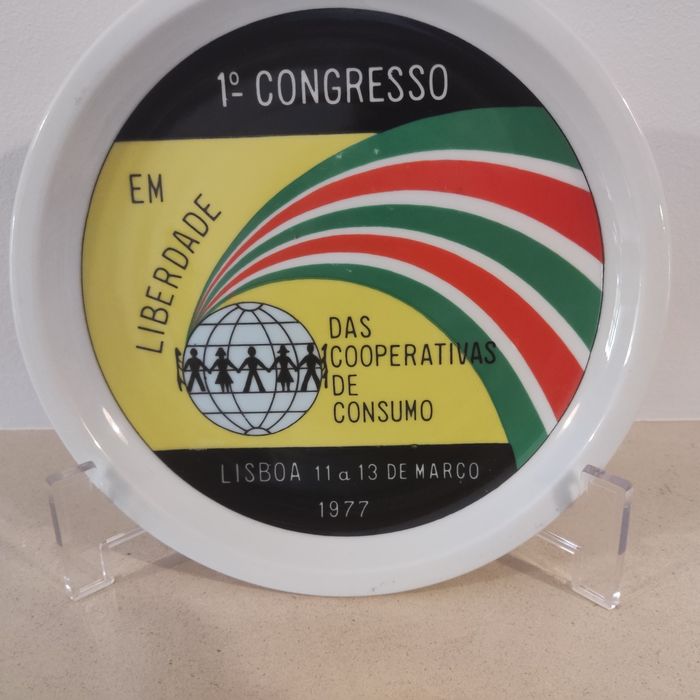 1º CONGRESSO
EM
LIBERDADE
DAS
COOPERATIVAS
DE
CONSUMO
LISBOA 11 a 13 DE MARÇO
1977